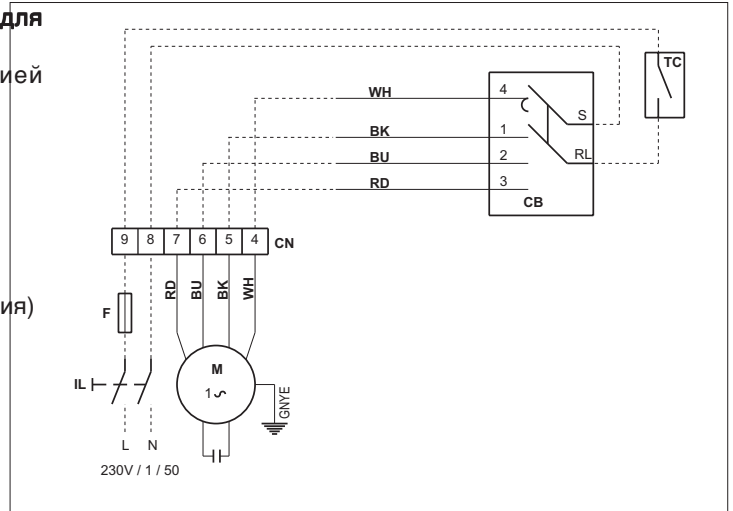 для
ией
ия)
TC
WH
4
S
BK
1
BU
2
RL
RD
3
CB
9 8 7 6 5 4 CN
RD BU BK WH
F
M
1
IL
GNYE
L N
230V / 1 / 50